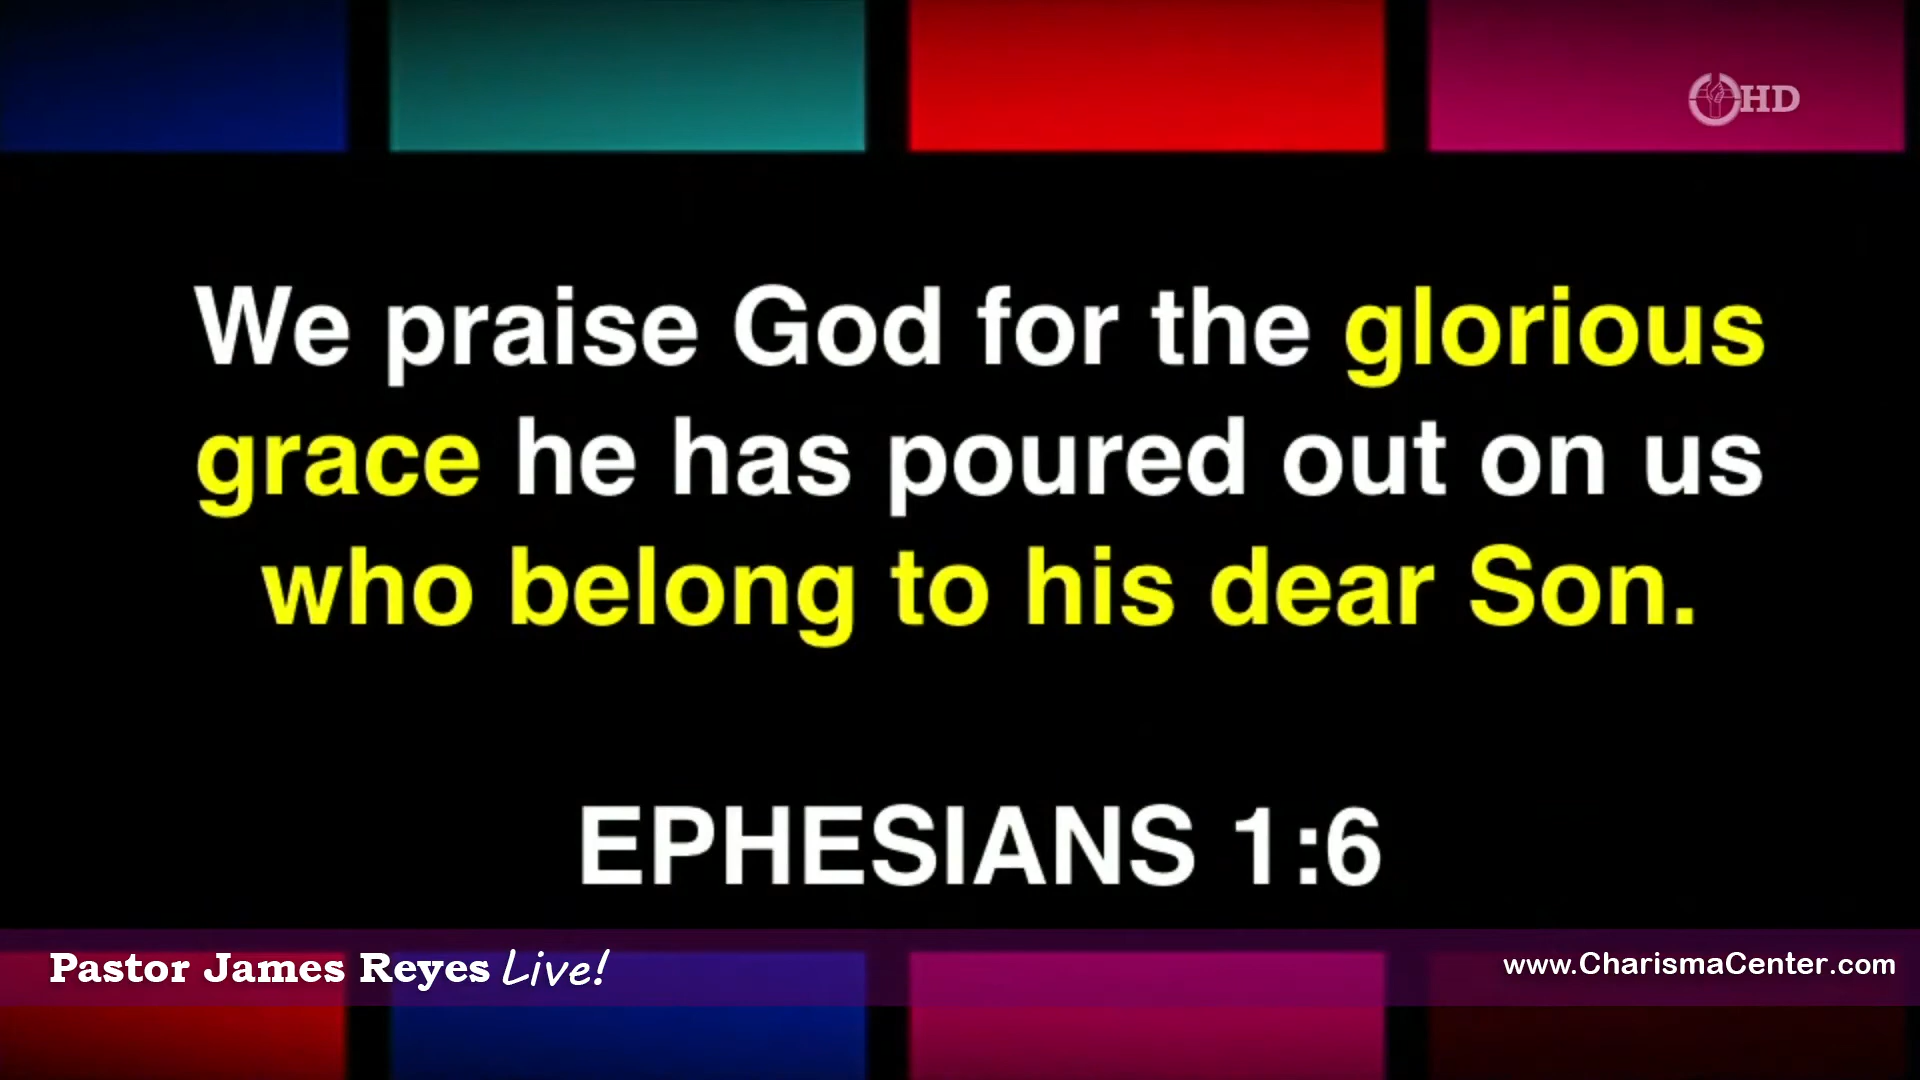 HD
We praise God for the glorious
grace he has poured out on us
who belong to his dear Son.
EPHESIANS 1:6
Pastor James Reyes Live!
www.CharismaCenter.com